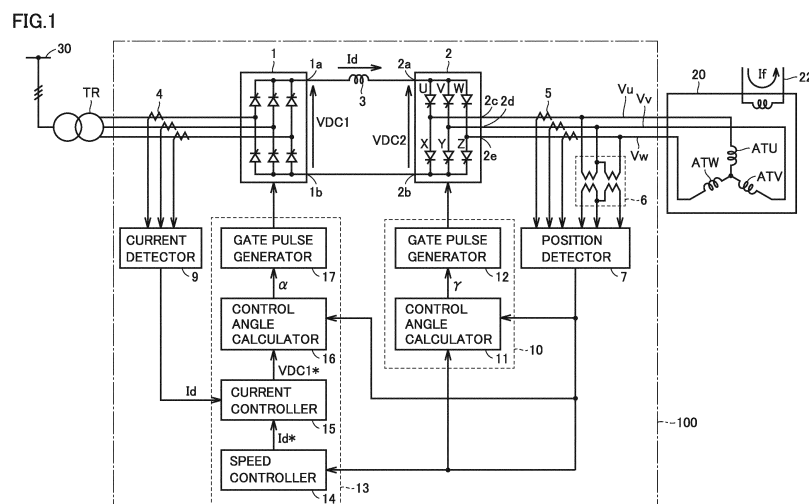 FIG.1
30
TR
4
1
1a
Id
3
2a
2
U V W
2c
2d
2e
5
Vu
Vv
Vw
20
If
22
VDC1
VDC2
X Y Z
1b
2b
6
ATU
ATW
ATV
CURRENT
DETECTOR
9
GATE PULSE
GENERATOR
17
GATE PULSE
GENERATOR
12
POSITION
DETECTOR
7
α
γ
CONTROL
ANGLE
CALCULATOR
16
CONTROL
ANGLE
CALCULATOR
11
10
VDC1*
Id
CURRENT
CONTROLLER
15
Id*
SPEED
CONTROLLER
14
13
100